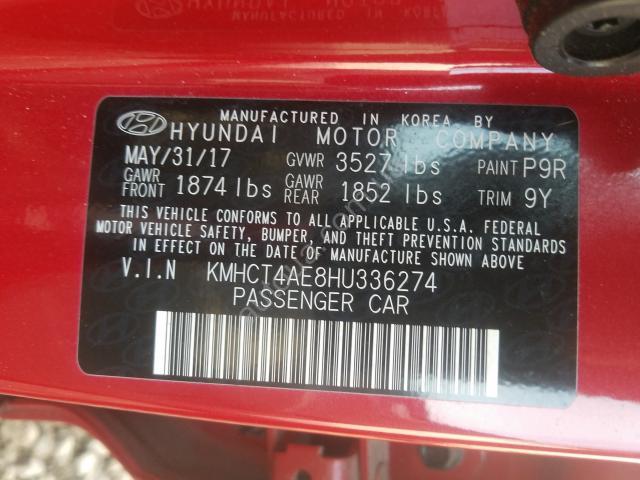 MANUFACTURED IN KOREA BY
HYUNDAI MOTOR COMPANY
MAY/31/17 GVWR 3527 lbs PAINT P9R
GAWR FRONT 1874 lbs GAWR REAR 1852 lbs TRIM 9Y
THIS VEHICLE CONFORMS TO ALL APPLICABLE U.S.A. FEDERAL
MOTOR VEHICLE SAFETY, BUMPER, AND THEFT PREVENTION STANDARDS
IN EFFECT ON THE DATE OF MANUFACTURE SHOWN ABOVE
V.I.N KMHCT4AE8HU336274
PASSENGER CAR